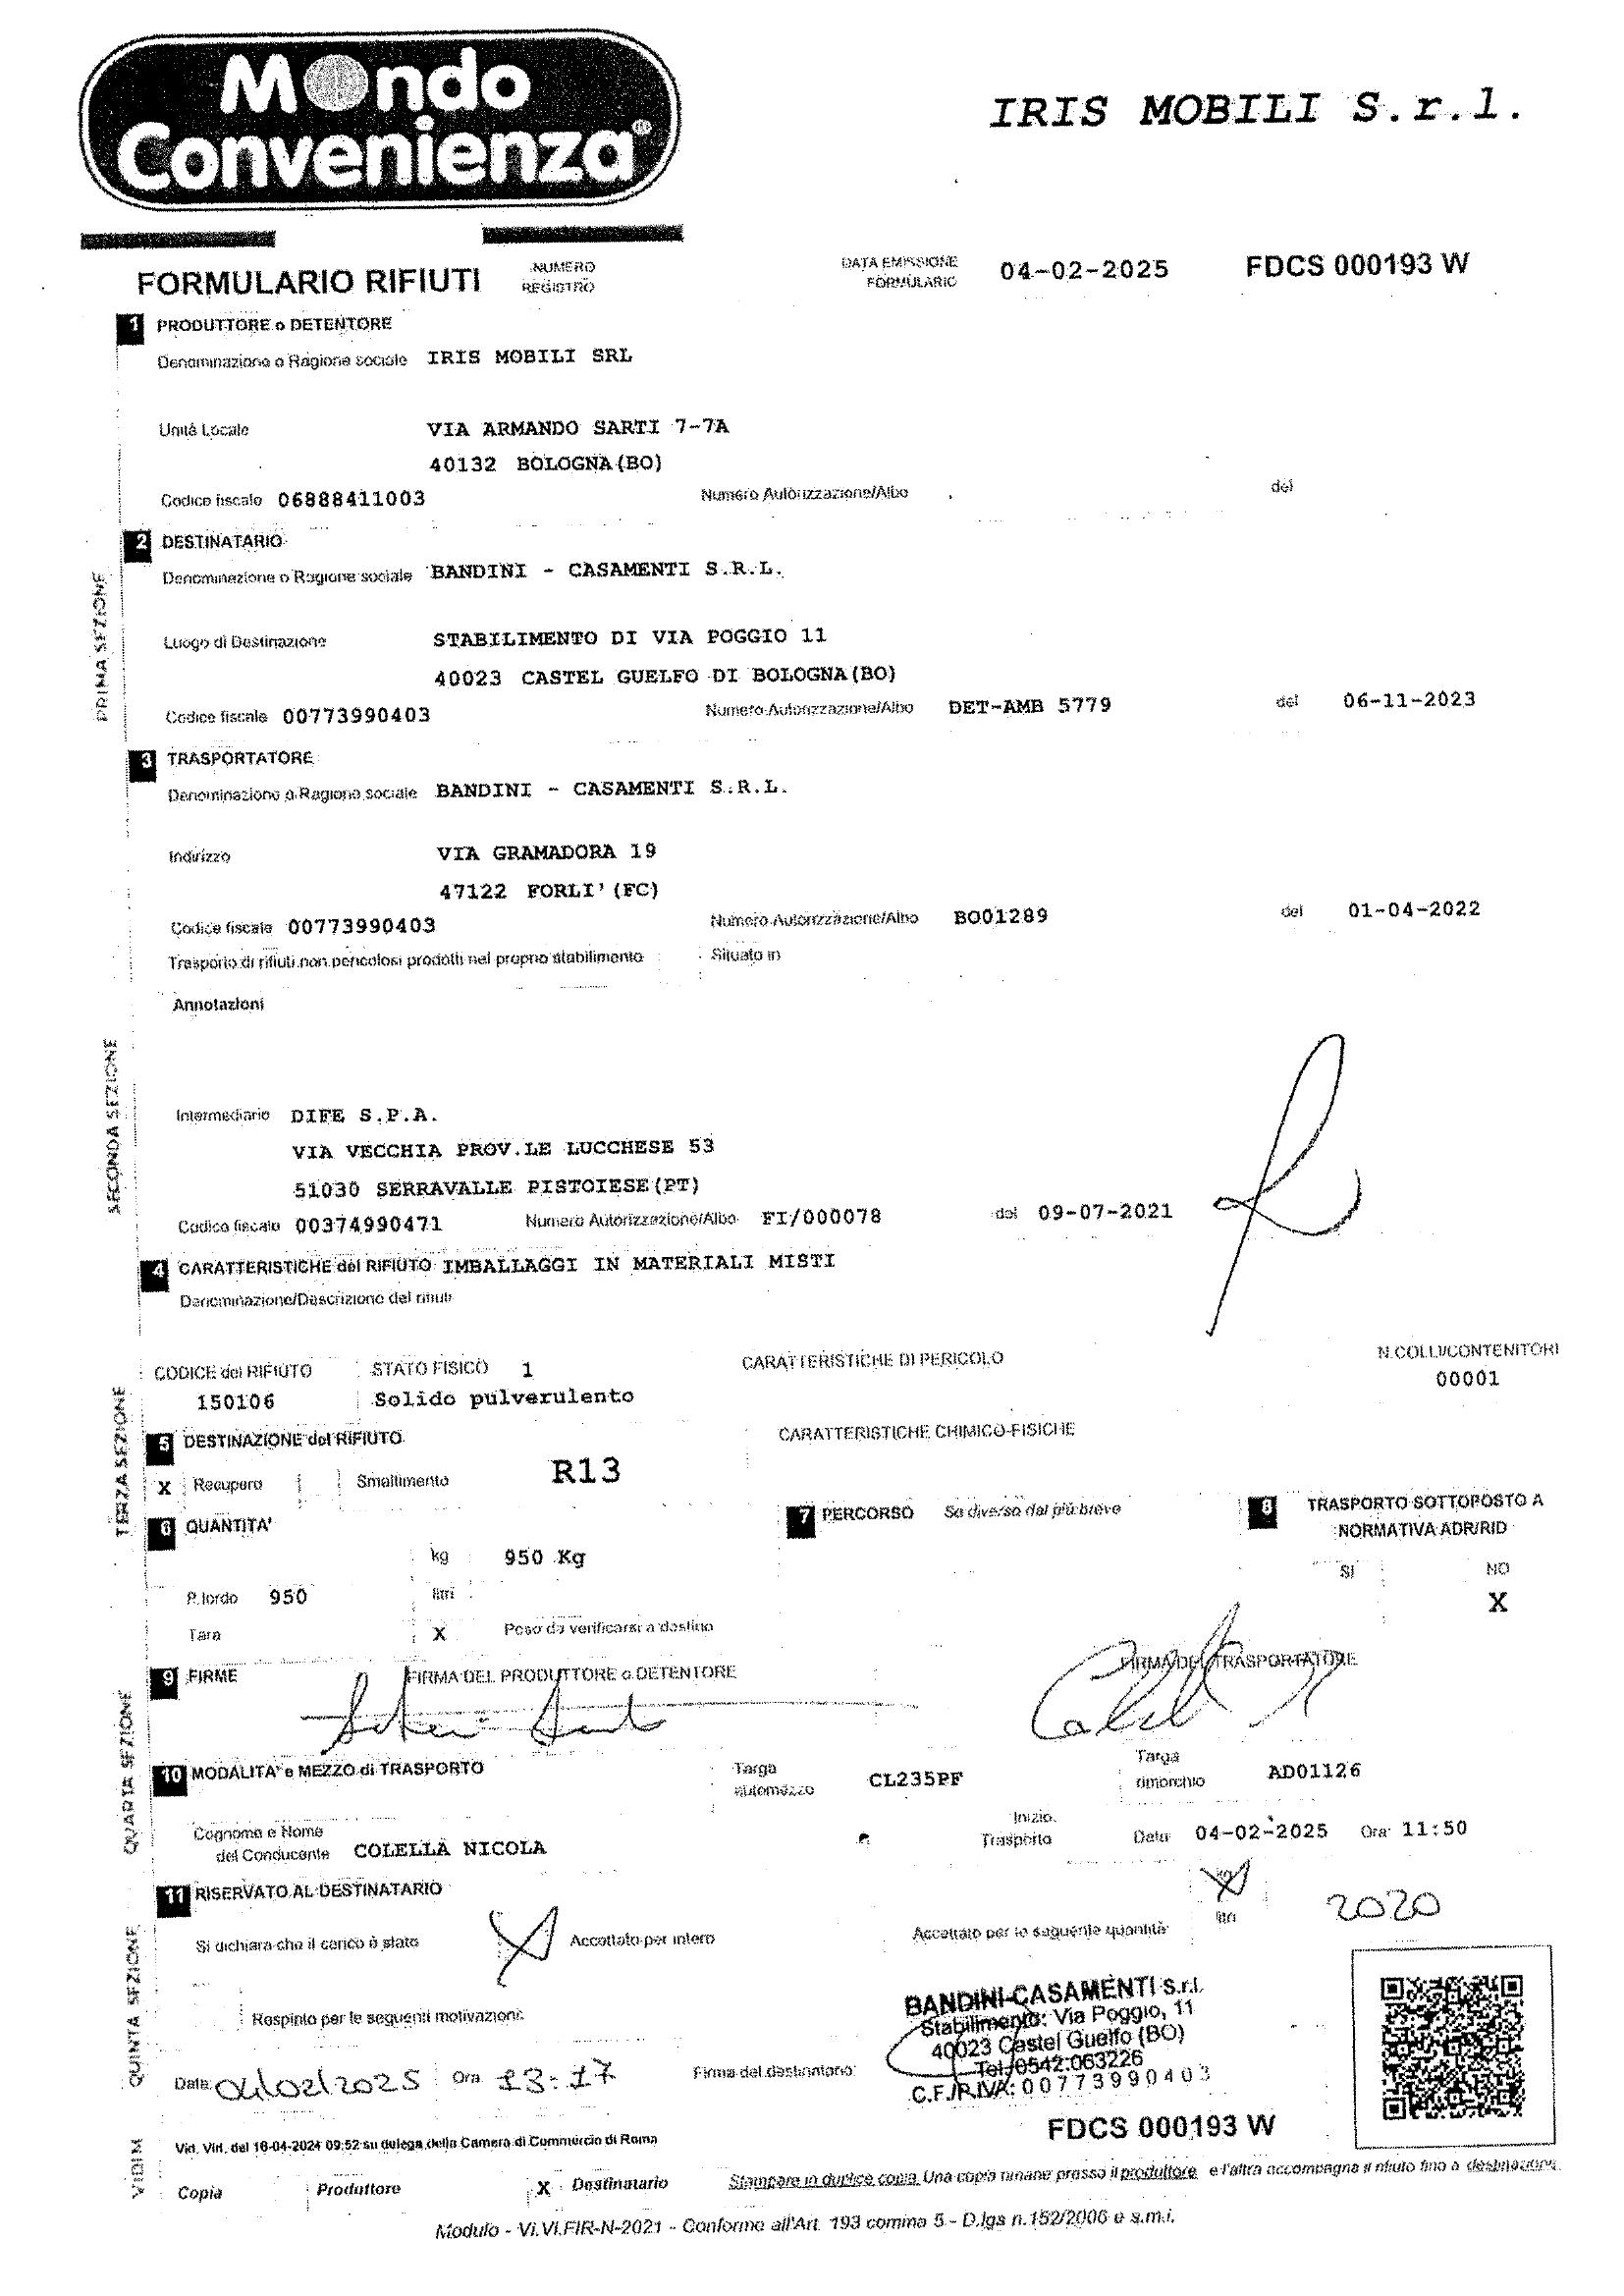 Mondo
Convenienza®
IRIS MOBILI S.r.l.
FORMULARIO RIFIUTI NUMERO REGISTRO DATA EMISSIONE FORMULARIO 04-02-2025 FDCS 000193 W
1 PRODUTTORE o DETENTORE
Denominazione o Ragione sociale IRIS MOBILI SRL
Unità Locale VIA ARMANDO SARTI 7-7A
40132 BOLOGNA(BO)
Codice fiscale 06888411003 Numero Autorizzazione/Albo del
PRIMA SEZIONE
2 DESTINATARIO
Denominazione o Ragione sociale BANDINI - CASAMENTI S.R.L.
Luogo di Destinazione STABILIMENTO DI VIA POGGIO 11
40023 CASTEL GUELFO DI BOLOGNA(BO)
Codice fiscale 00773990403 Numero Autorizzazione/Albo DET-AMB 5779 del 06-11-2023
3 TRASPORTATORE
Denominazione o Ragione sociale BANDINI - CASAMENTI S.R.L.
Indirizzo VIA GRAMADORA 19
47122 FORLI'(FC)
Codice fiscale 00773990403 Numero Autorizzazione/Albo BO01289 del 01-04-2022
Trasporto di rifiuti non pericolosi prodotti nel proprio stabilimento Situato in
Annotazioni
SECONDA SEZIONE
Intermediario DIFE S.P.A.
VIA VECCHIA PROV.LE LUCCHESE 53
51030 SERRAVALLE PISTOIESE(PT)
Codice fiscale 00374990471 Numero Autorizzazione/Albo FI/000078 del 09-07-2021
4 CARATTERISTICHE del RIFIUTO IMBALLAGGI IN MATERIALI MISTI
Denominazione/Descrizione del rifiuti
CODICE del RIFIUTO STATO FISICO 1 CARATTERISTICHE DI PERICOLO N.COLLI/CONTENITORI
150106 Solido pulverulento 00001
TERZA SEZIONE
5 DESTINAZIONE del RIFIUTO CARATTERISTICHE CHIMICO-FISICHE
X Recupero Smaltimento R13
6 QUANTITA' 7 PERCORSO Se diverso dal più breve 8 TRASPORTO SOTTOPOSTO A
NORMATIVA ADR/RID
kg 950 Kg SI NO
P. lordo 950 litri X
Tara X Peso da verificarsi a destino
QUARTA SEZIONE
9 FIRME FIRMA DEL PRODUTTORE o DETENTORE FIRMA DEL TRASPORTATORE
10 MODALITA' e MEZZO di TRASPORTO Targa automezzo CL235PF Targa rimorchio AD01126
Cognome e Nome del Conducente COLELLA NICOLA Inizio Trasporto Data 04-02-2025 Ora 11:50
QUINTA SEZIONE
11 RISERVATO AL DESTINATARIO
Si dichiara che il carico è stato X Accettato per intero Accettato per le seguente quantità: kg litri 2020
Respinto per le seguenti motivazioni:
Data 04/02/2025 Ora 13:17 Firma del destinatario
BANDINI-CASAMENTI s.r.l.
Stabilimento: Via Poggio, 11
40023 Castel Guelfo (BO)
Tel. 0542.063226
C.F./P.IVA: 00773990403
FDCS 000193 W
VIDIM
Vid. Virt. del 18-04-2024 09:52 su delega della Camera di Commercio di Roma
Copia Produttore X Destinatario Stampare in duplice copia. Una copia rimane presso il produttore e l'altra accompagna il rifiuto fino a destinazione.
Modulo - Vi.Vi.FIR-N-2021 - Conforme all'Art. 193 comma 5 - D.lgs n.152/2006 e s.m.i.